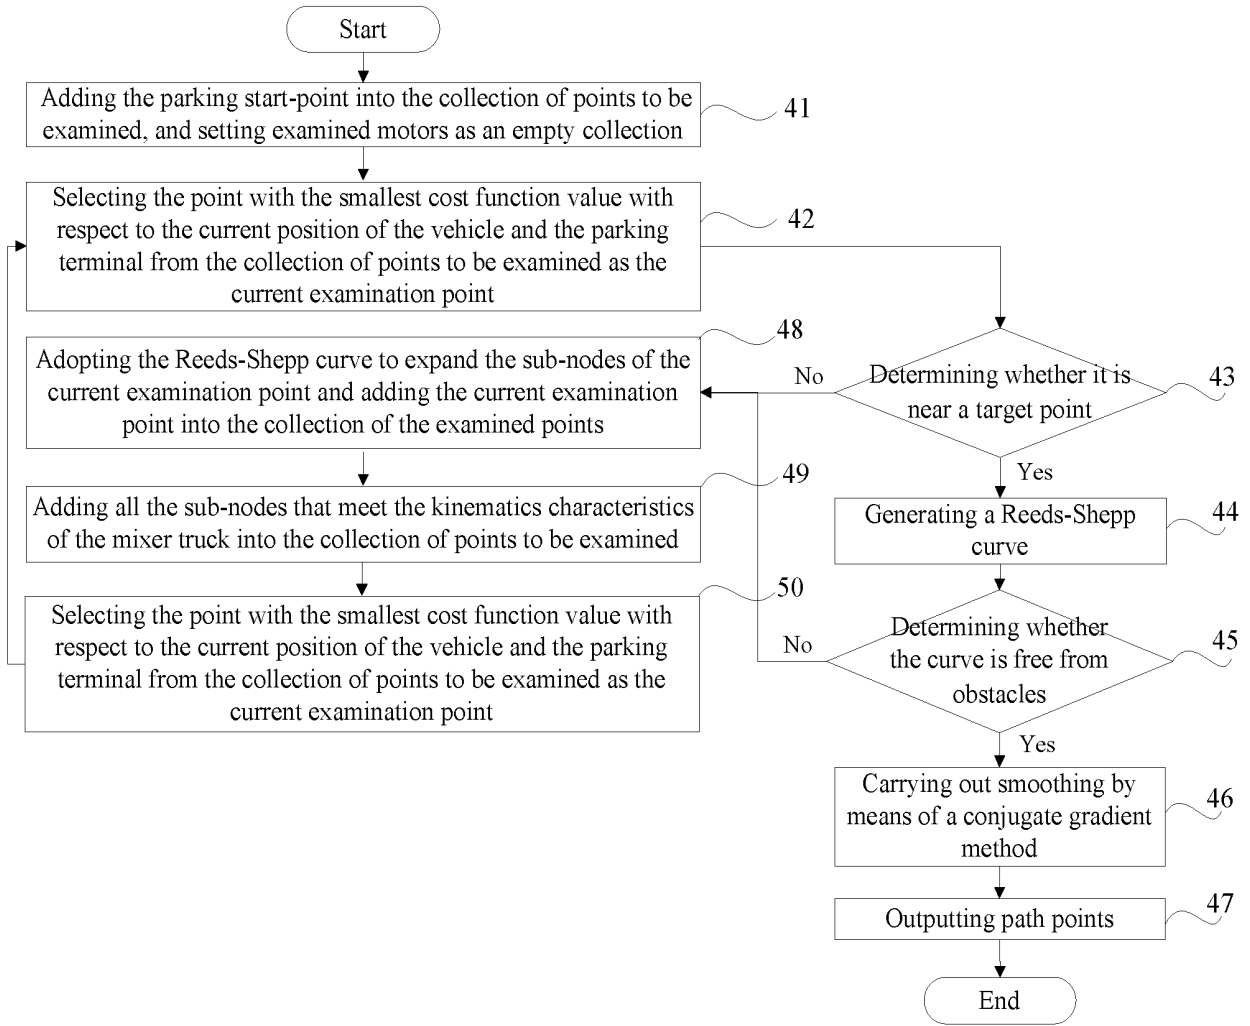 Start
Adding the parking start-point into the collection of points to be
examined, and setting examined motors as an empty collection
41
Selecting the point with the smallest cost function value with
respect to the current position of the vehicle and the parking
terminal from the collection of points to be examined as the
current examination point
42
Determining whether it is
near a target point
43
No
Yes
Generating a Reeds-Shepp
curve
44
Determining whether
the curve is free from
obstacles
45
No
Yes
Carrying out smoothing by
means of a conjugate gradient
method
46
Outputting path points
47
End
Adopting the Reeds-Shepp curve to expand the sub-nodes of the
current examination point and adding the current examination
point into the collection of the examined points
48
Adding all the sub-nodes that meet the kinematics characteristics
of the mixer truck into the collection of points to be examined
49
Selecting the point with the smallest cost function value with
respect to the current position of the vehicle and the parking
terminal from the collection of points to be examined as the
current examination point
50